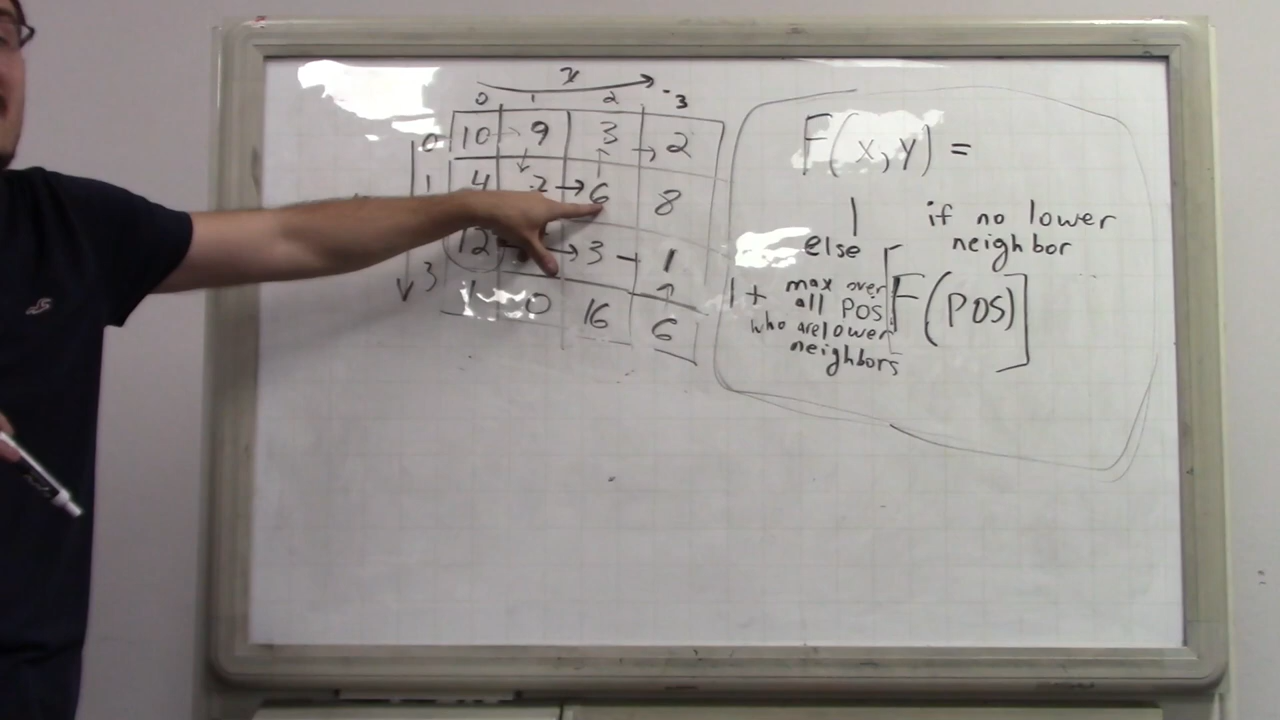 x
0 1 2 3
0 10 9 3 2
1 4 2 6 8
12 3 1
3 1 0 16 6
F(x,y) =
1 if no lower
neighbor
else
1+ max over
all POS
who are lower
neighbors
[F(POS)]